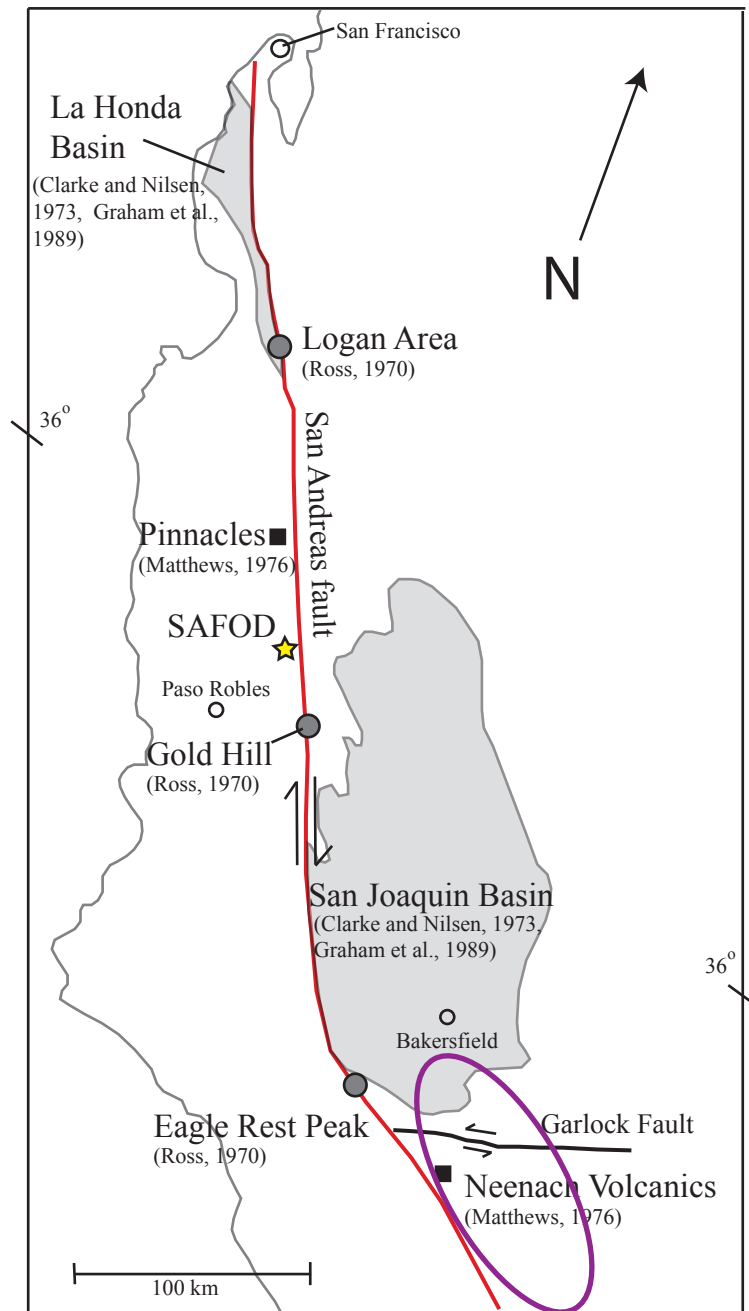 San Francisco
La Honda
Basin
(Clarke and Nilsen,
1973, Graham et al.,
1989)
N
Logan Area
(Ross, 1970)
36°
San Andreas fault
Pinnacles
(Matthews, 1976)
SAFOD
Paso Robles
Gold Hill
(Ross, 1970)
San Joaquin Basin
(Clarke and Nilsen, 1973,
Graham et al., 1989)
36°
Bakersfield
Eagle Rest Peak
(Ross, 1970)
Garlock Fault
Neenach Volcanics
(Matthews, 1976)
100 km